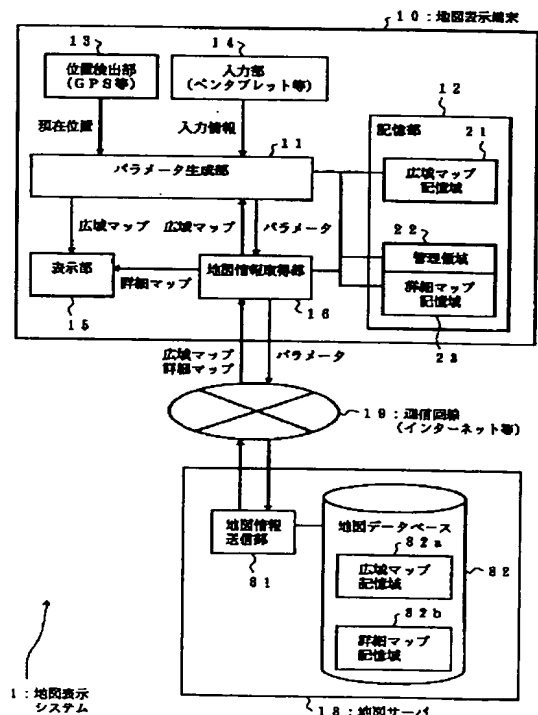 10:地図表示端末
13
位置検出部
(GPS等)
14
入力部
(ペンタブレット等)
12
記憶部
現在位置
入力情報
11
パラメータ生成部
21
広域マップ
記憶域
広域マップ
広域マップ
パラメータ
22
管理領域
表示部
15
詳細マップ
地図情報取得部
16
詳細マップ
記憶域
23
広域マップ
詳細マップ
パラメータ
19:通信回線
(インターネット等)
地図情報
送信部
81
地図データベース
82a
広域マップ
記憶域
82
82b
詳細マップ
記憶域
1:地図表示
システム
18:地図サーバ